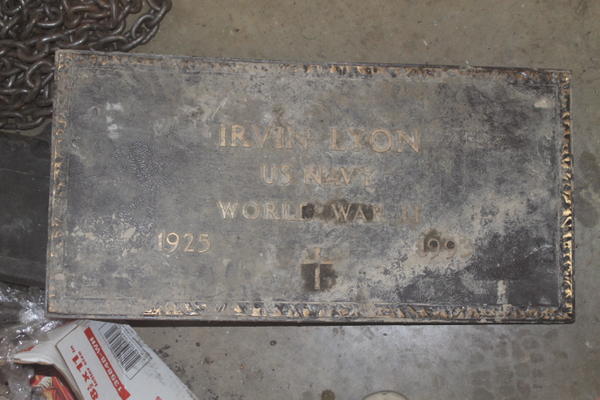 IRVIN LYON
US NAVY
WORLD WAR II
1925